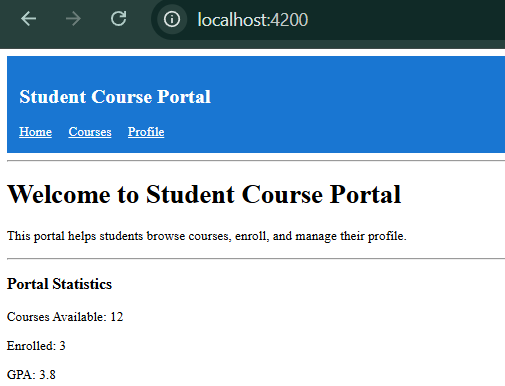 localhost:4200
Student Course Portal
Home Courses Profile
Welcome to Student Course Portal
This portal helps students browse courses, enroll, and manage their profile.
Portal Statistics
Courses Available: 12
Enrolled: 3
GPA: 3.8